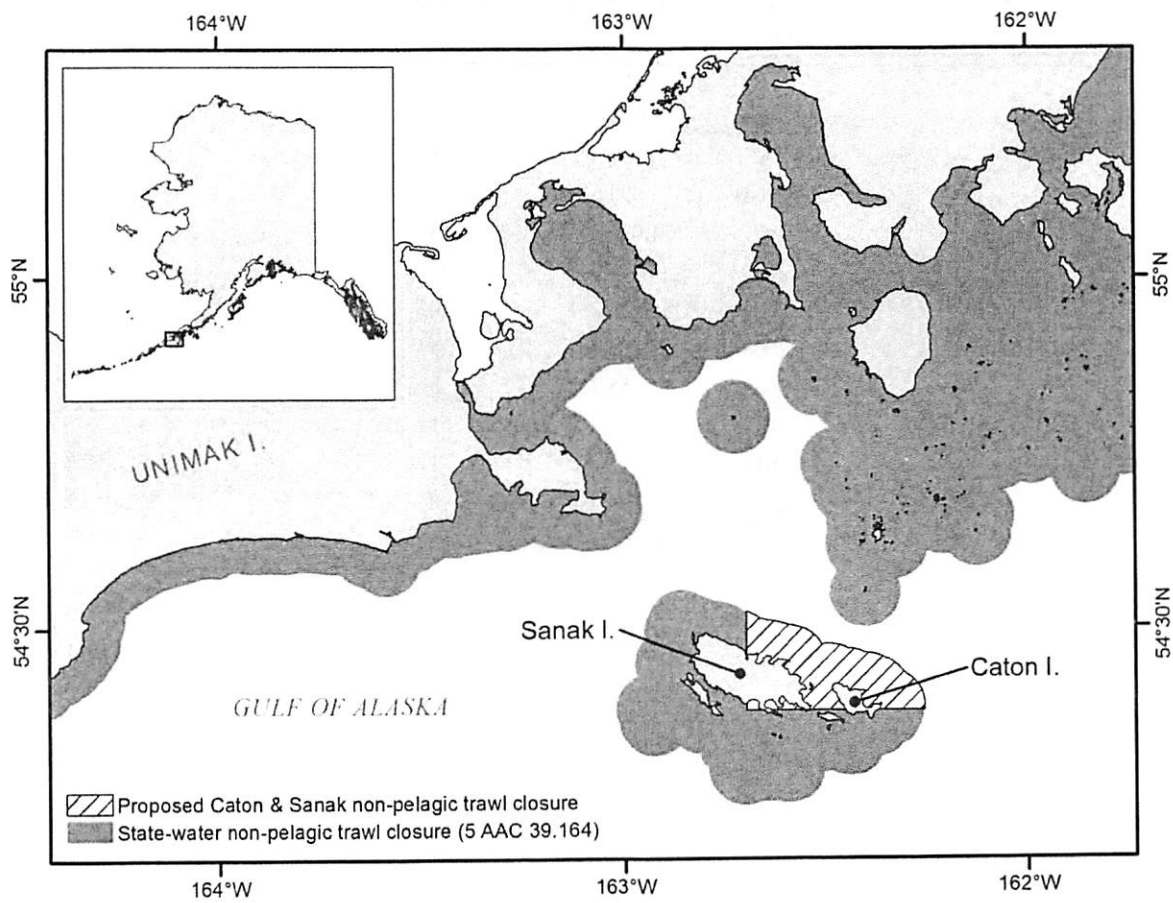 164°W
163°W
162°W
55°N
55°N
UNIMAK I.
54°30'N
54°30'N
Sanak I.
Caton I.
GULF OF ALASKA
Proposed Caton & Sanak non-pelagic trawl closure
State-water non-pelagic trawl closure (5 AAC 39.164)
164°W
163°W
162°W